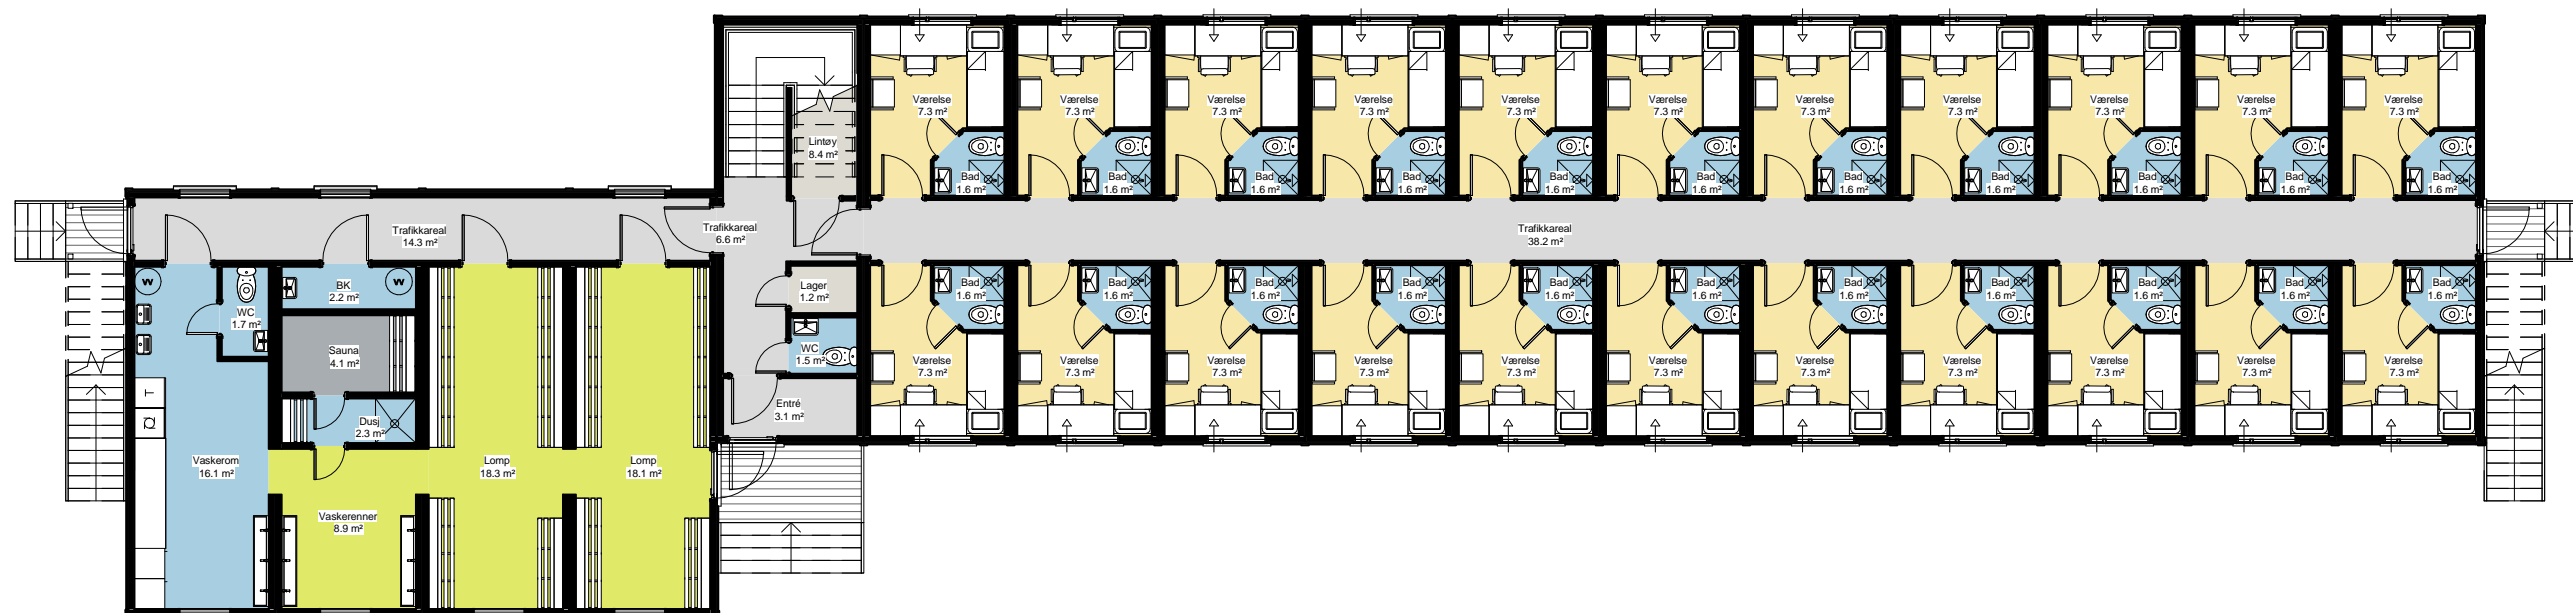 Værelse
7.3 m²
Værelse
7.3 m²
Værelse
7.3 m²
Værelse
7.3 m²
Værelse
7.3 m²
Værelse
7.3 m²
Værelse
7.3 m²
Værelse
7.3 m²
Værelse
7.3 m²
Værelse
7.3 m²
Værelse
7.3 m²
Lintøy
8.4 m²
Bad
1.6 m²
Bad
1.6 m²
Bad
1.6 m²
Bad
1.6 m²
Bad
1.6 m²
Bad
1.6 m²
Bad
1.6 m²
Bad
1.6 m²
Bad
1.6 m²
Bad
1.6 m²
Bad
1.6 m²
Trafikkareal
14.3 m²
Trafikkareal
6.6 m²
Trafikkareal
38.2 m²
W
BK
2.2 m²
W
Lager
1.2 m²
Bad
1.6 m²
Bad
1.6 m²
Bad
1.6 m²
Bad
1.6 m²
Bad
1.6 m²
Bad
1.6 m²
Bad
1.6 m²
Bad
1.6 m²
Bad
1.6 m²
Bad
1.6 m²
Bad
1.6 m²
WC
1.7 m²
Sauna
4.1 m²
WC
1.5 m²
Værelse
7.3 m²
Værelse
7.3 m²
Værelse
7.3 m²
Værelse
7.3 m²
Værelse
7.3 m²
Værelse
7.3 m²
Værelse
7.3 m²
Værelse
7.3 m²
Værelse
7.3 m²
Værelse
7.3 m²
Værelse
7.3 m²
T
Entré
3.1 m²
Dusj
2.3 m²
Vaskerom
16.1 m²
Lomp
18.3 m²
Lomp
18.1 m²
Vaskerenner
8.9 m²